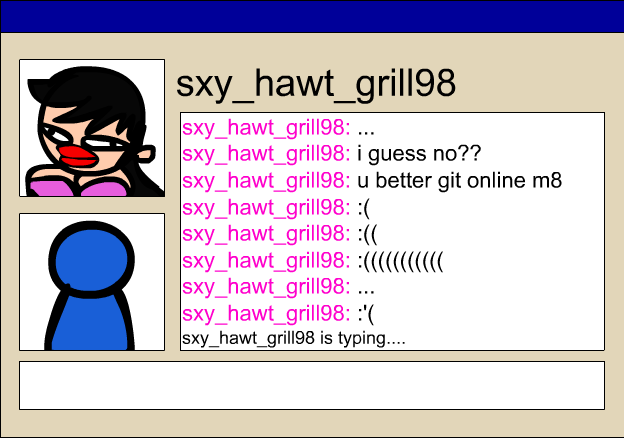 sxy_hawt_grill98
sxy_hawt_grill98: ...
sxy_hawt_grill98: i guess no??
sxy_hawt_grill98: u better git online m8
sxy_hawt_grill98: :(
sxy_hawt_grill98: :((
sxy_hawt_grill98: :(((((((((((
sxy_hawt_grill98: ...
sxy_hawt_grill98: :'(
sxy_hawt_grill98 is typing....